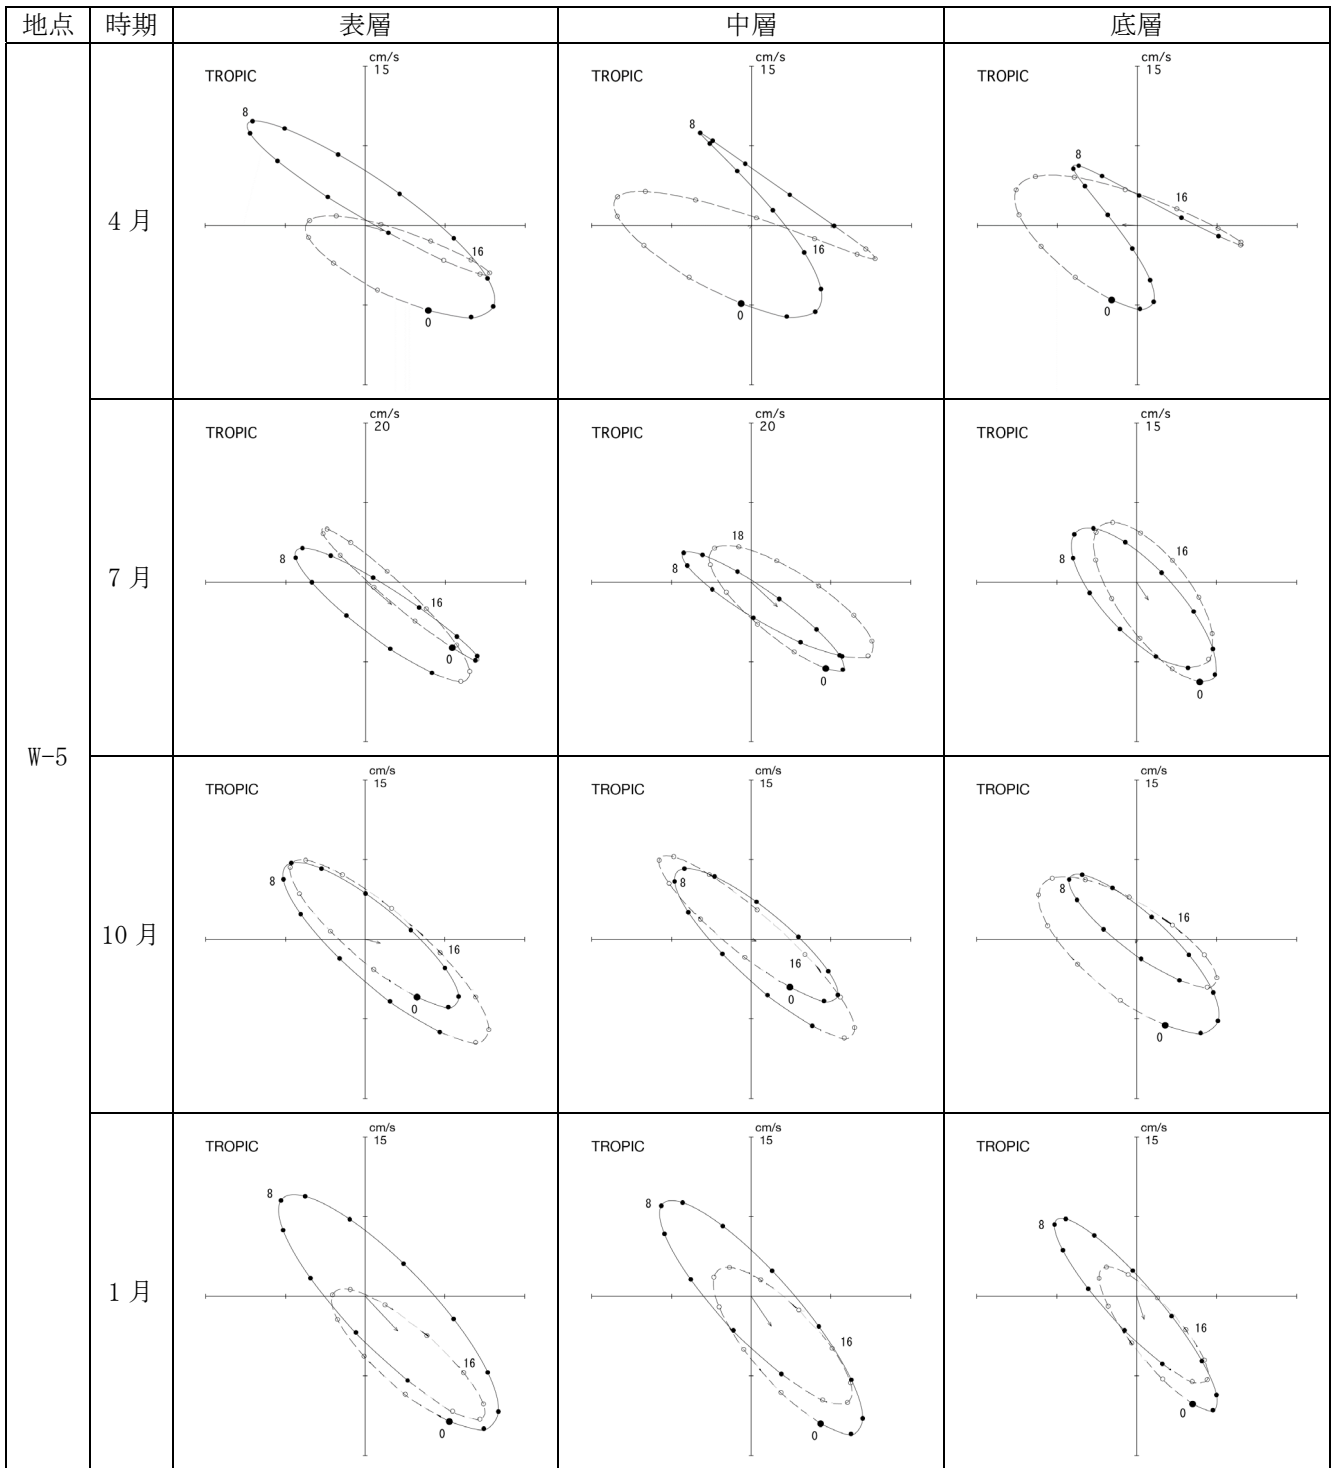 地点 時期 表層 中層 底層
W-5
4月
TROPIC cm/s 15 8 16 0
TROPIC cm/s 15 8 16 0
TROPIC cm/s 15 8 16 0
7月
TROPIC cm/s 20 8 16 0
TROPIC cm/s 20 18 8 0
TROPIC cm/s 15 16 8 0
10月
TROPIC cm/s 15 8 16 0
TROPIC cm/s 15 8 16 0
TROPIC cm/s 15 8 16 0
1月
TROPIC cm/s 15 8 16 0
TROPIC cm/s 15 8 16 0
TROPIC cm/s 15 8 16 0